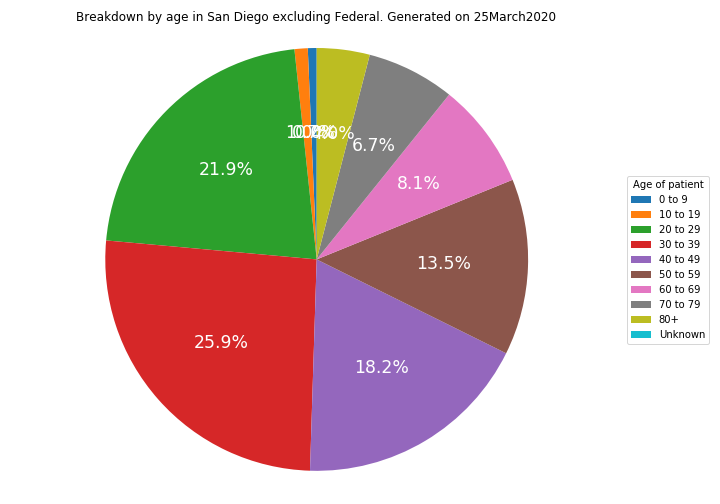 Breakdown by age in San Diego excluding Federal. Generated on 25March2020
21.9%
6.7%
8.1%
13.5%
25.9%
18.2%
Age of patient
0 to 9
10 to 19
20 to 29
30 to 39
40 to 49
50 to 59
60 to 69
70 to 79
80+
Unknown